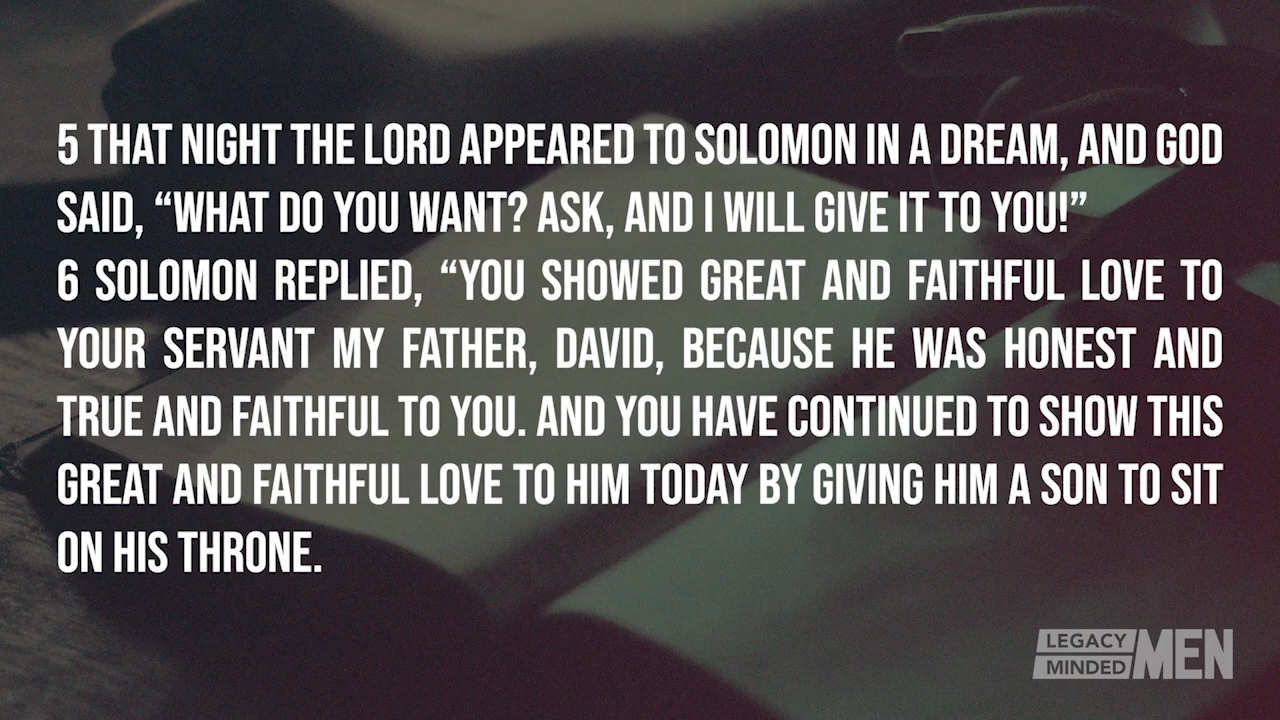 5 THAT NIGHT THE LORD APPEARED TO SOLOMON IN A DREAM, AND GOD
SAID, “WHAT DO YOU WANT? ASK, AND I WILL GIVE IT TO YOU!”
6 SOLOMON REPLIED, “YOU SHOWED GREAT AND FAITHFUL LOVE TO
YOUR SERVANT MY FATHER, DAVID, BECAUSE HE WAS HONEST AND
TRUE AND FAITHFUL TO YOU. AND YOU HAVE CONTINUED TO SHOW THIS
GREAT AND FAITHFUL LOVE TO HIM TODAY BY GIVING HIM A SON TO SIT
ON HIS THRONE.
LEGACY
MINDED
MEN